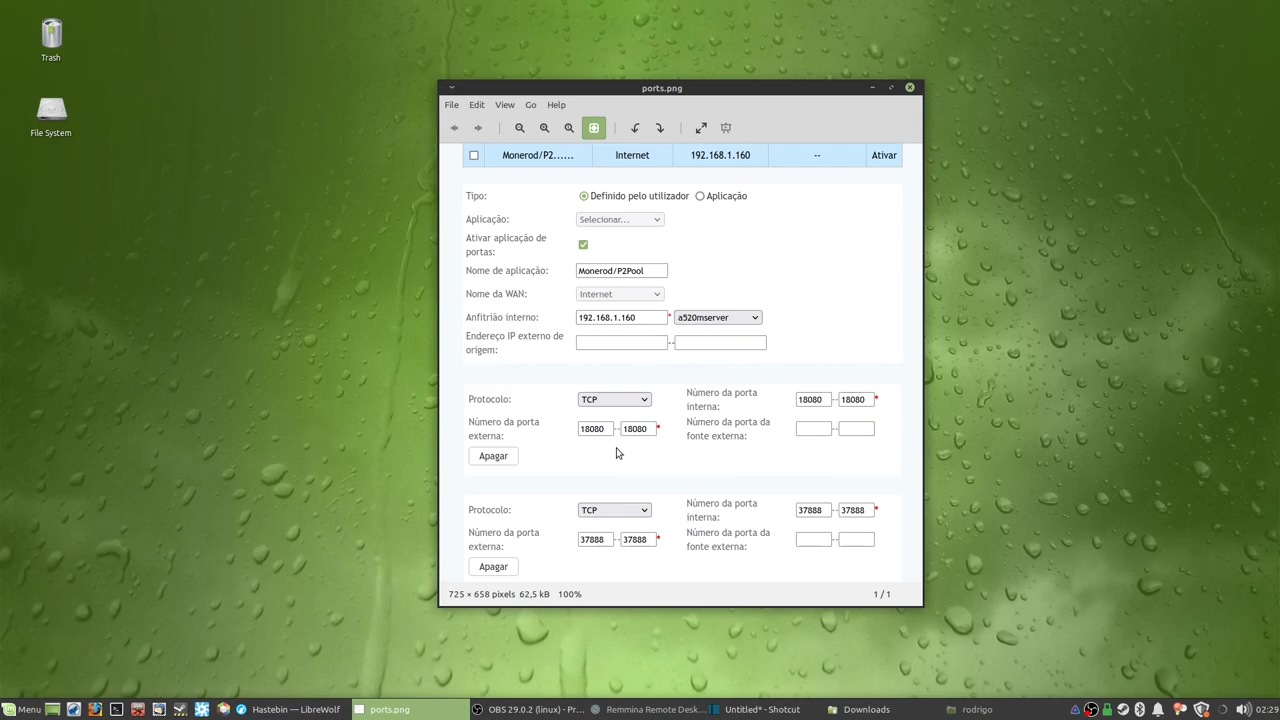 Trash
File System
ports.png
File Edit View Go Help
Monerod/P2...... Internet 192.168.1.160 -- Ativar
Tipo: Definido pelo utilizador Aplicação
Aplicação: Selecionar...
Ativar aplicação de
portas:
Nome de aplicação: Monerod/P2Pool
Nome da WAN: Internet
Anfitrião interno: 192.168.1.160 * a520mserver
Endereço IP externo de
origem: --
Protocolo: TCP
Número da porta
interna: 18080 -- 18080 *
Número da porta
externa: 18080 -- 18080 *
Número da porta da
fonte externa: --
Apagar
Protocolo: TCP
Número da porta
interna: 37888 -- 37888 *
Número da porta
externa: 37888 -- 37888 *
Número da porta da
fonte externa: --
Apagar
725 × 658 pixels 62,5 kB 100% 1 / 1
Menu Hastebin — LibreWolf ports.png OBS 29.0.2 (linux) - Pr... Remmina Remote Desk... Untitled* - Shotcut Downloads rodrigo 02:29